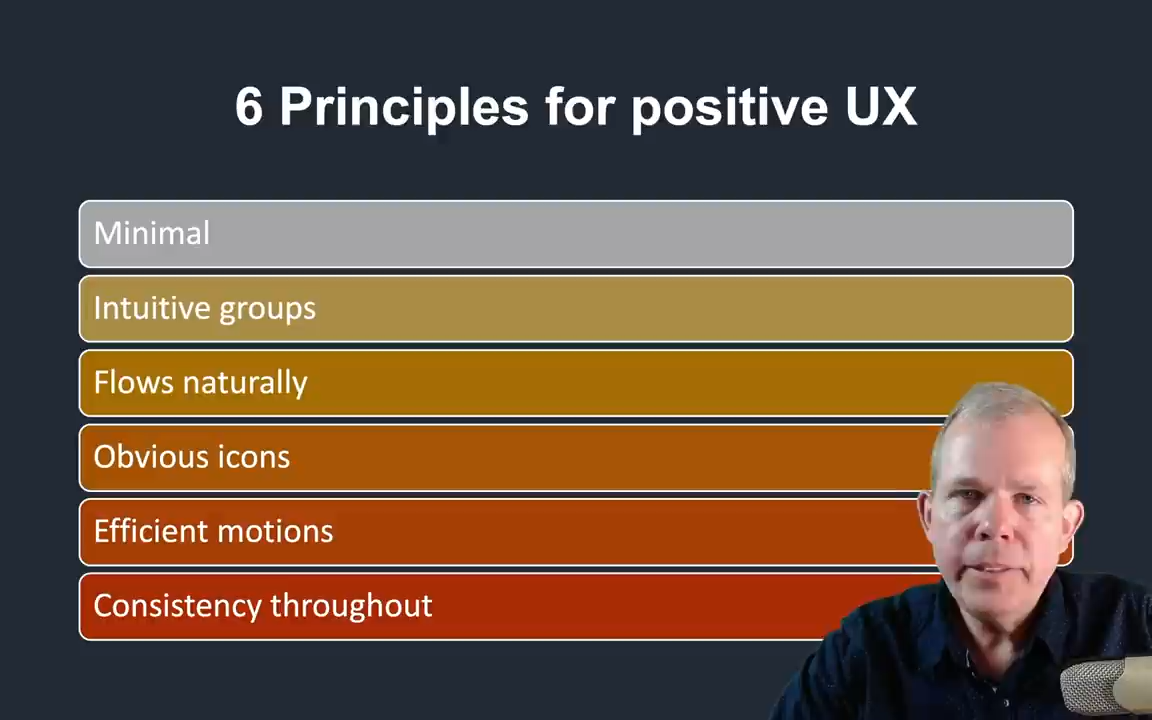 6 Principles for positive UX
Minimal
Intuitive groups
Flows naturally
Obvious icons
Efficient motions
Consistency throughout